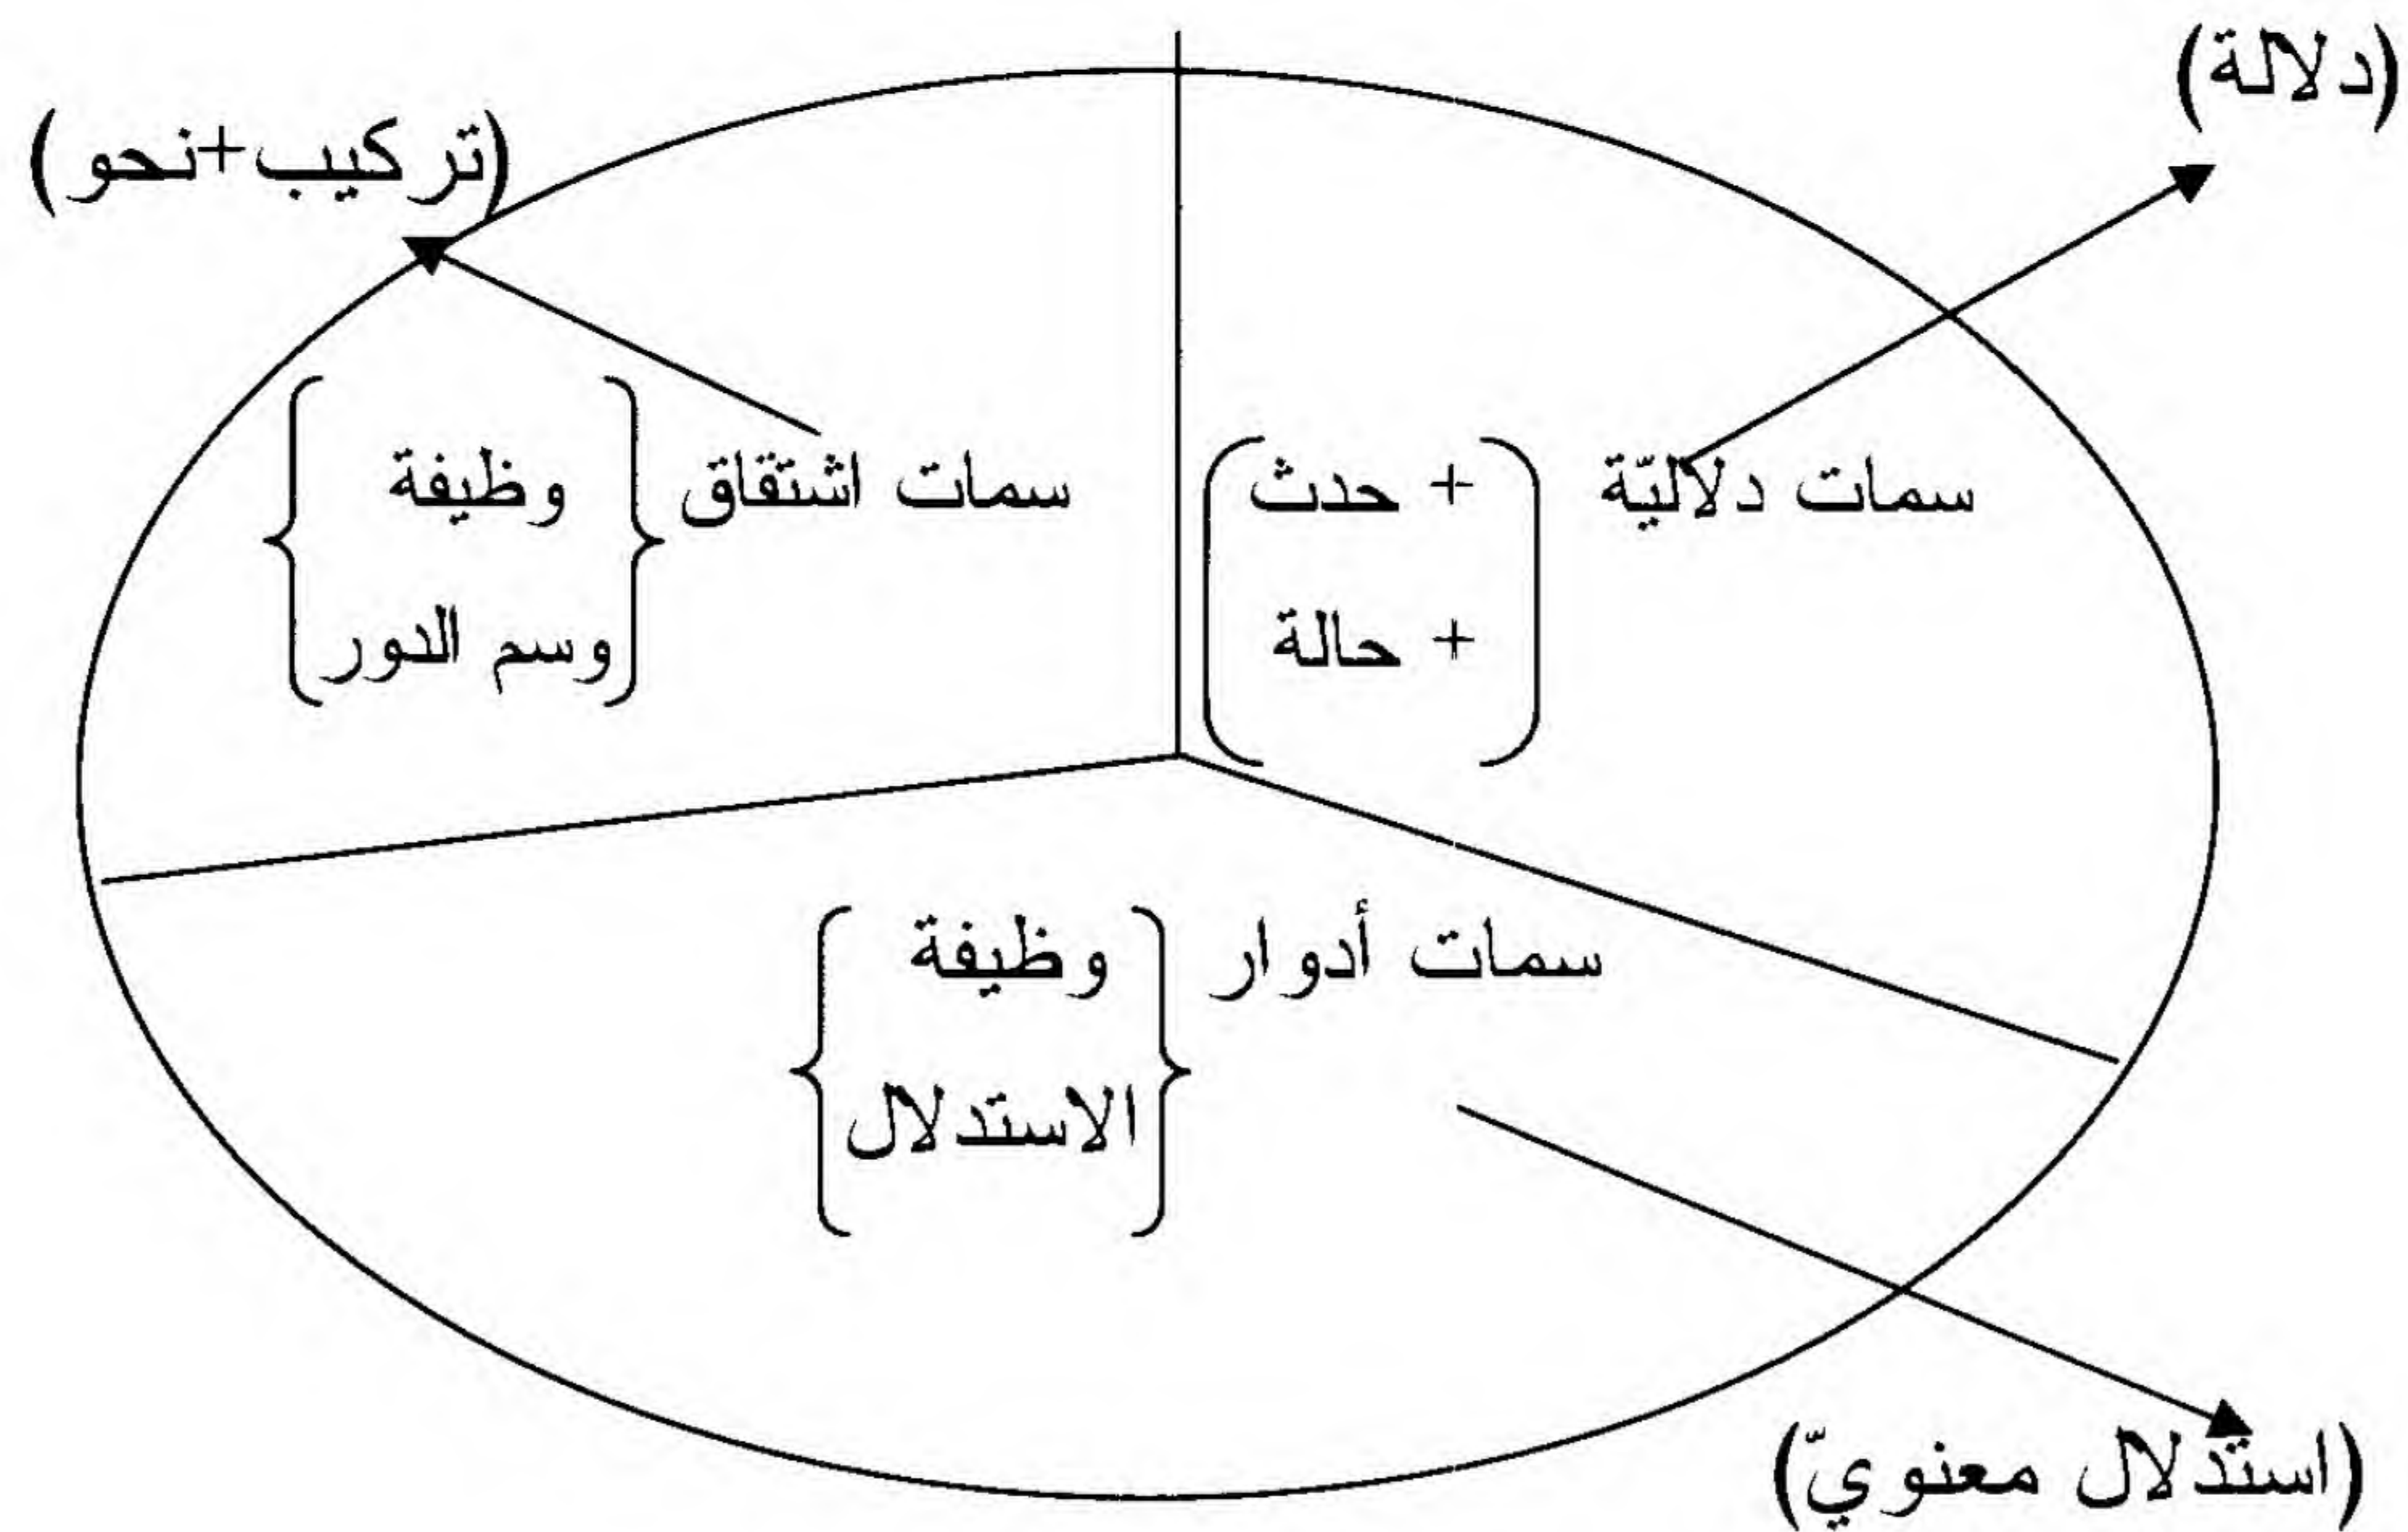 (دلالة)
(تركيب+نحو)
سمات دلاليّة
+ حدث
+ حالة
سمات اشتقاق
وظيفة
وسم الدور
سمات أدوار
وظيفة
الاستدلال
(استدلال معنويّ)